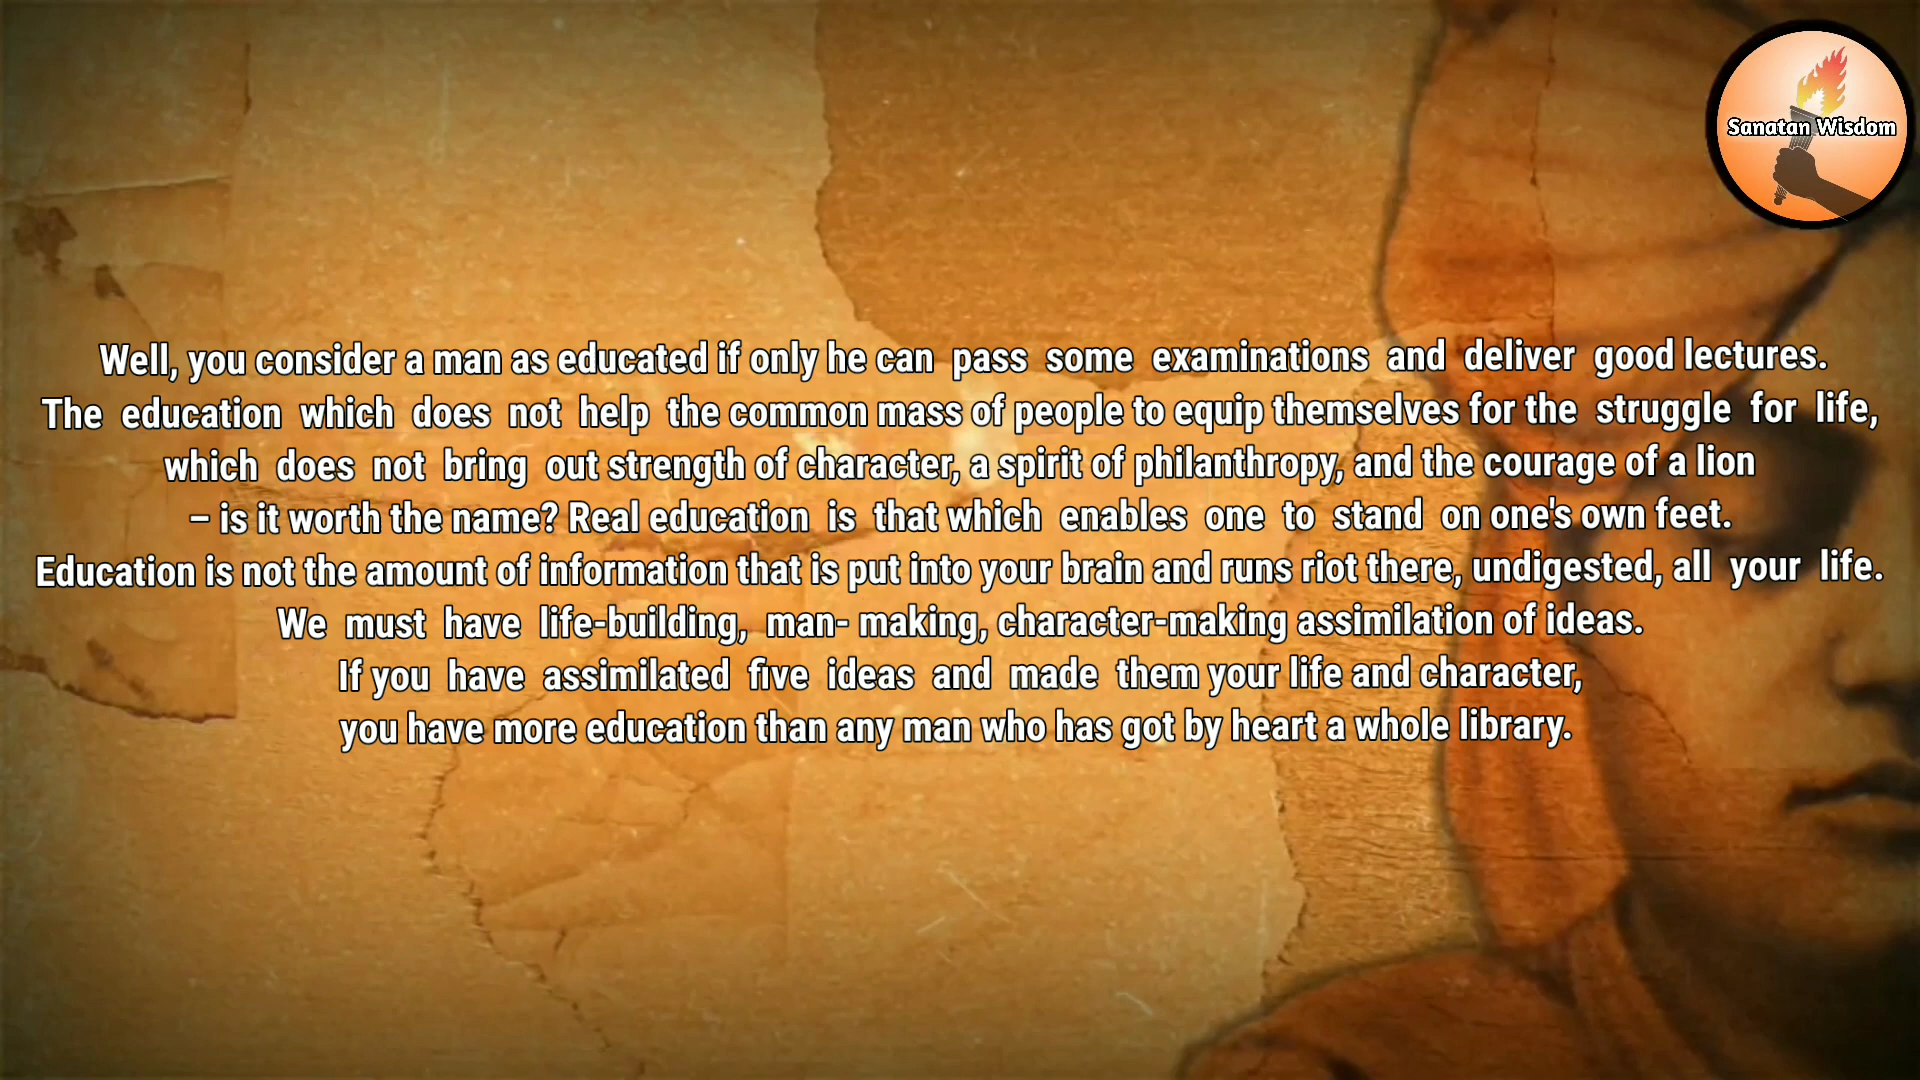 Sanatan Wisdom
Well, you consider a man as educated if only he can pass some examinations and deliver good lectures.
The education which does not help the common mass of people to equip themselves for the struggle for life,
which does not bring out strength of character, a spirit of philanthropy, and the courage of a lion
– is it worth the name? Real education is that which enables one to stand on one's own feet.
Education is not the amount of information that is put into your brain and runs riot there, undigested, all your life.
We must have life-building, man- making, character-making assimilation of ideas.
If you have assimilated five ideas and made them your life and character,
you have more education than any man who has got by heart a whole library.